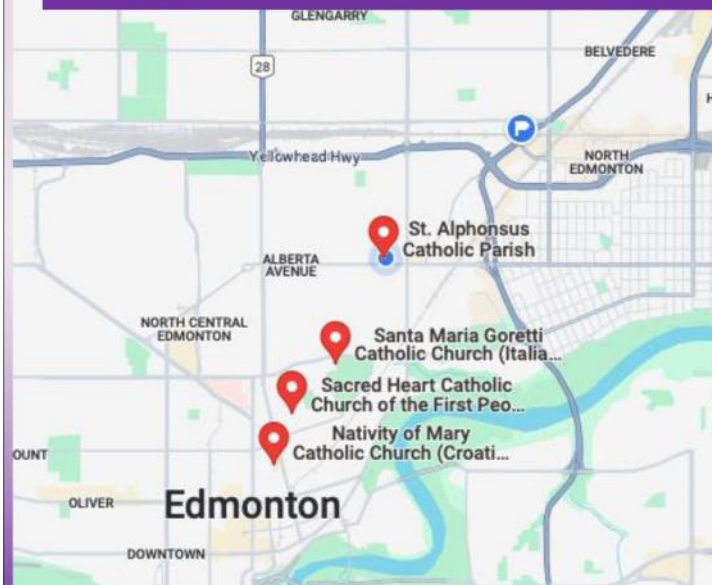 GLENGARRY
BELVEDERE
28
Yellowhead Hwy
NORTH
EDMONTON
St. Alphonsus
Catholic Parish
ALBERTA
AVENUE
NORTH CENTRAL
EDMONTON
Santa Maria Goretti
Catholic Church (Italia...
Sacred Heart Catholic
Church of the First Peo...
Nativity of Mary
Catholic Church (Croati...
OUNT
OLIVER
Edmonton
DOWNTOWN